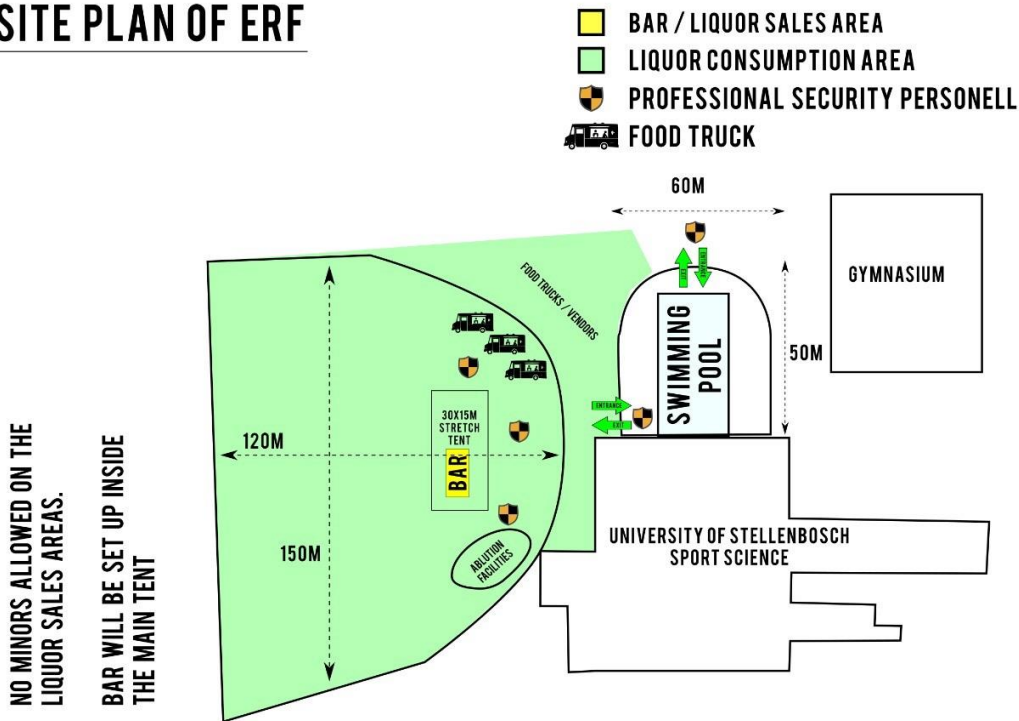 SITE PLAN OF ERF
BAR / LIQUOR SALES AREA
LIQUOR CONSUMPTION AREA
PROFESSIONAL SECURITY PERSONELL
FOOD TRUCK
60M
GYMNASIUM
ENTRANCE
EXIT
FOOD TRUCKS / VENDORS
SWIMMING
POOL
50M
ENTRANCE
EXIT
30X15M
STRETCH
TENT
BAR
120M
150M
ABLUTION
FACILITIES
UNIVERSITY OF STELLENBOSCH
SPORT SCIENCE
NO MINORS ALLOWED ON THE
LIQUOR SALES AREAS.
BAR WILL BE SET UP INSIDE
THE MAIN TENT